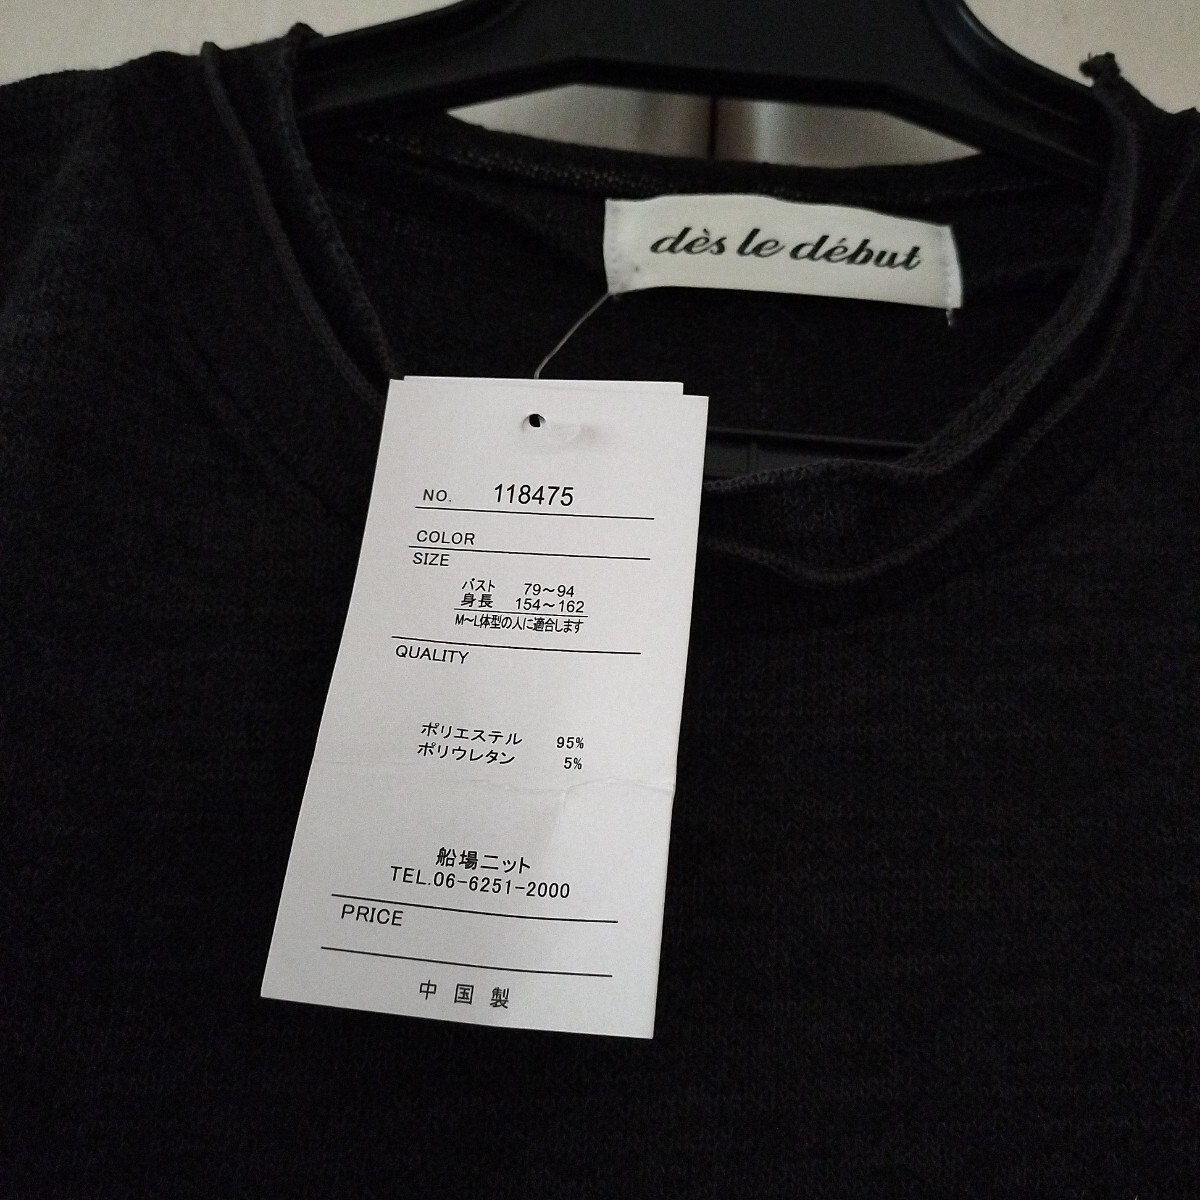 dès le début
NO. 118475
COLOR
SIZE
バスト 79～94
身長 154～162
M～L体型の人に適合します
QUALITY
ポリエステル 95%
ポリウレタン 5%
船場ニット
TEL.06-6251-2000
PRICE
中国製